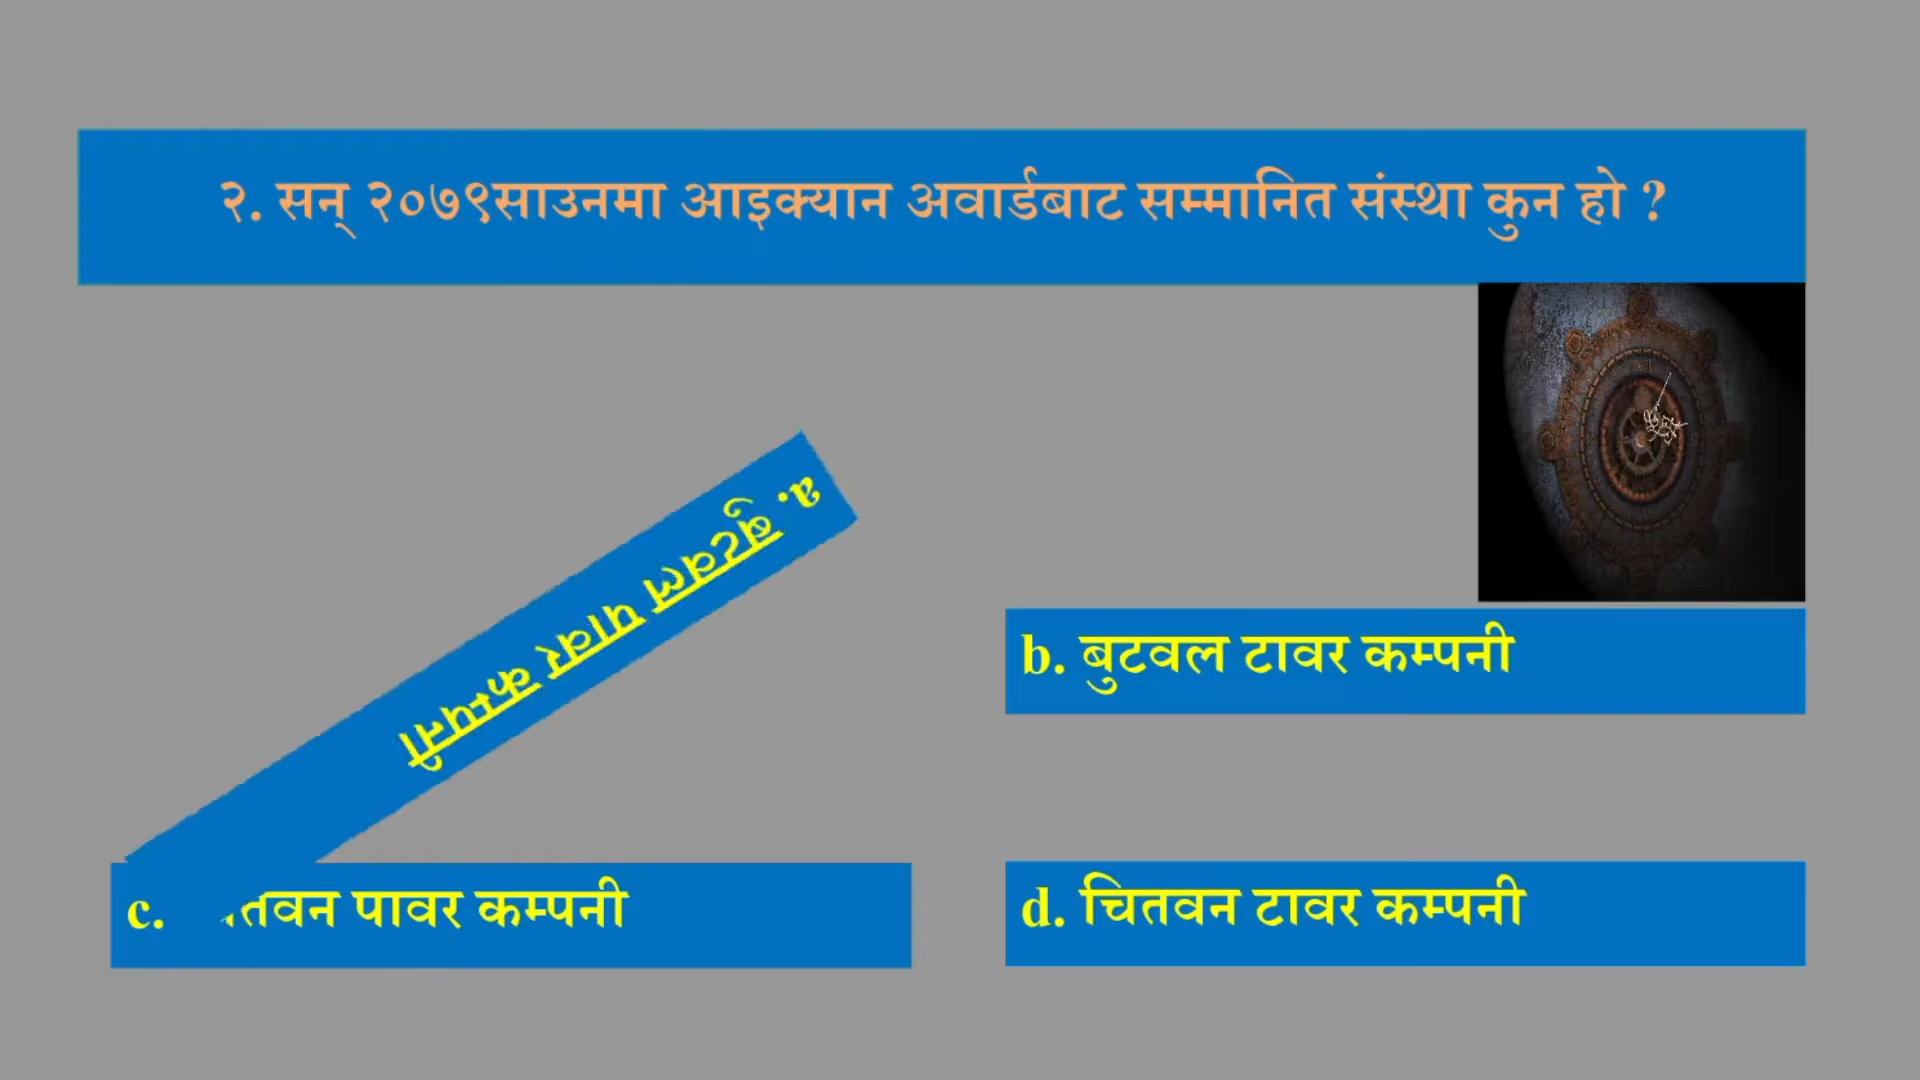 २. सन् २०७९साउनमा आइक्यान अवार्डबाट सम्मानित संस्था कुन हो ?
a. बुटवल पावर कम्पनी
b. बुटवल टावर कम्पनी
c. तवन पावर कम्पनी
d. चितवन टावर कम्पनी